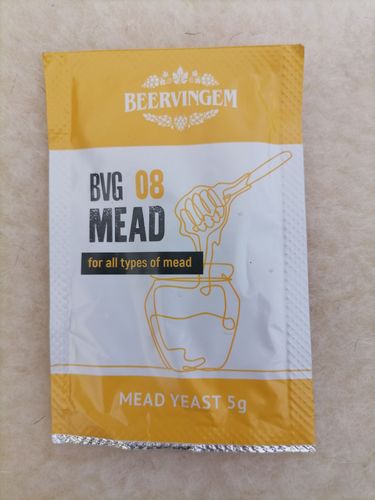 BEERVINGEM
BVG 08
MEAD
for all types of mead
MEAD YEAST 5g